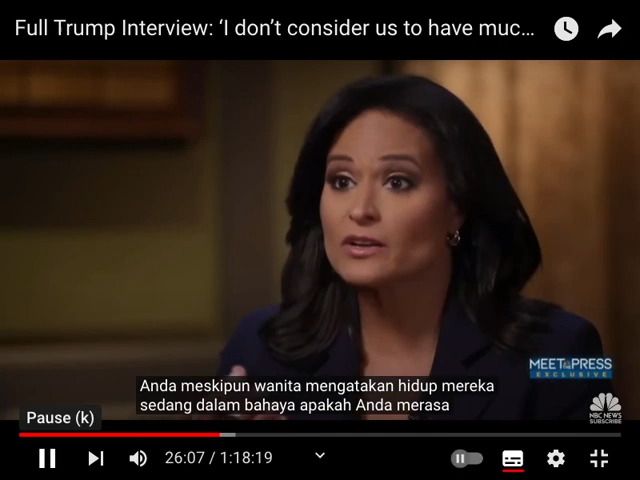 Full Trump Interview: ‘I don’t consider us to have muc...
MEET THE PRESS
EXCLUSIVE
Anda meskipun wanita mengatakan hidup mereka
sedang dalam bahaya apakah Anda merasa
NBC NEWS
SUBSCRIBE
Pause (k)
26:07 / 1:18:19